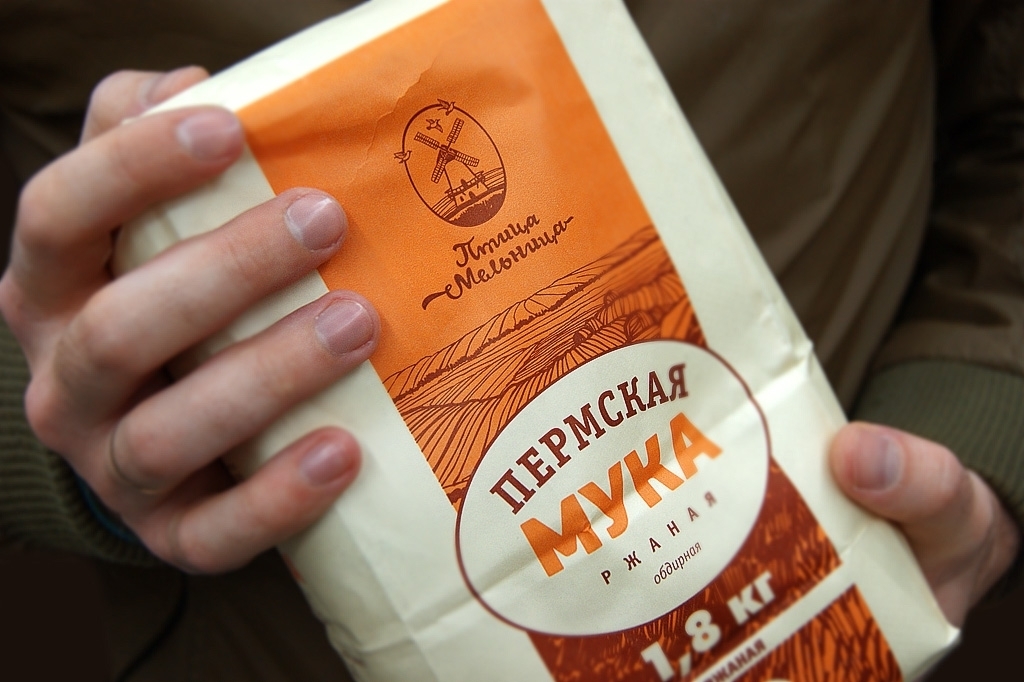 Птица
Мельница
ПЕРМСКАЯ
МУКА
РЖАНАЯ
обдирная
1,8 кг